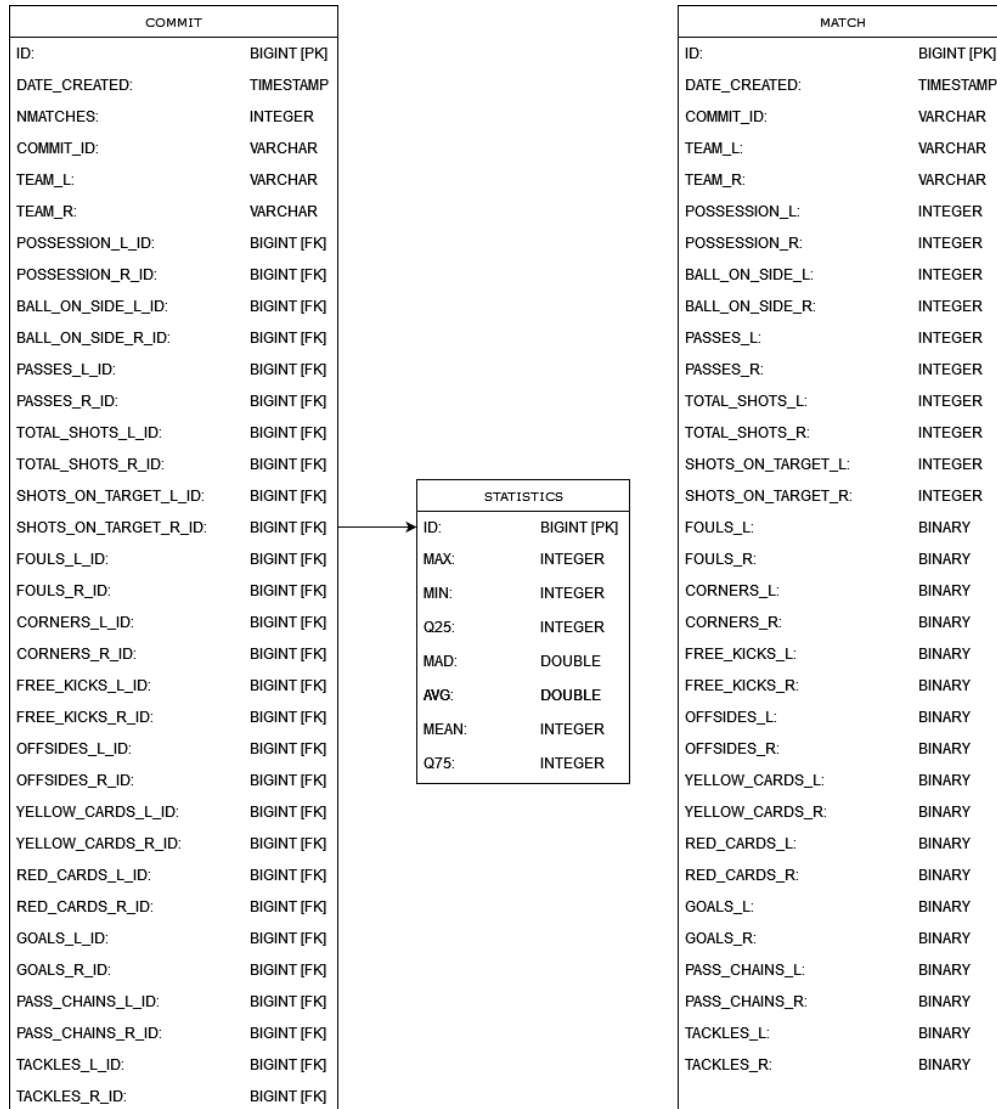 COMMIT
ID: BIGINT [PK]
DATE_CREATED: TIMESTAMP
NMATCHES: INTEGER
COMMIT_ID: VARCHAR
TEAM_L: VARCHAR
TEAM_R: VARCHAR
POSSESSION_L_ID: BIGINT [FK]
POSSESSION_R_ID: BIGINT [FK]
BALL_ON_SIDE_L_ID: BIGINT [FK]
BALL_ON_SIDE_R_ID: BIGINT [FK]
PASSES_L_ID: BIGINT [FK]
PASSES_R_ID: BIGINT [FK]
TOTAL_SHOTS_L_ID: BIGINT [FK]
TOTAL_SHOTS_R_ID: BIGINT [FK]
SHOTS_ON_TARGET_L_ID: BIGINT [FK]
SHOTS_ON_TARGET_R_ID: BIGINT [FK]
FOULS_L_ID: BIGINT [FK]
FOULS_R_ID: BIGINT [FK]
CORNERS_L_ID: BIGINT [FK]
CORNERS_R_ID: BIGINT [FK]
FREE_KICKS_L_ID: BIGINT [FK]
FREE_KICKS_R_ID: BIGINT [FK]
OFFSIDES_L_ID: BIGINT [FK]
OFFSIDES_R_ID: BIGINT [FK]
YELLOW_CARDS_L_ID: BIGINT [FK]
YELLOW_CARDS_R_ID: BIGINT [FK]
RED_CARDS_L_ID: BIGINT [FK]
RED_CARDS_R_ID: BIGINT [FK]
GOALS_L_ID: BIGINT [FK]
GOALS_R_ID: BIGINT [FK]
PASS_CHAINS_L_ID: BIGINT [FK]
PASS_CHAINS_R_ID: BIGINT [FK]
TACKLES_L_ID: BIGINT [FK]
TACKLES_R_ID: BIGINT [FK]
STATISTICS
ID: BIGINT [PK]
MAX: INTEGER
MIN: INTEGER
Q25: INTEGER
MAD: DOUBLE
AVG: DOUBLE
MEAN: INTEGER
Q75: INTEGER
MATCH
ID: BIGINT [PK]
DATE_CREATED: TIMESTAMP
COMMIT_ID: VARCHAR
TEAM_L: VARCHAR
TEAM_R: VARCHAR
POSSESSION_L: INTEGER
POSSESSION_R: INTEGER
BALL_ON_SIDE_L: INTEGER
BALL_ON_SIDE_R: INTEGER
PASSES_L: INTEGER
PASSES_R: INTEGER
TOTAL_SHOTS_L: INTEGER
TOTAL_SHOTS_R: INTEGER
SHOTS_ON_TARGET_L: INTEGER
SHOTS_ON_TARGET_R: INTEGER
FOULS_L: BINARY
FOULS_R: BINARY
CORNERS_L: BINARY
CORNERS_R: BINARY
FREE_KICKS_L: BINARY
FREE_KICKS_R: BINARY
OFFSIDES_L: BINARY
OFFSIDES_R: BINARY
YELLOW_CARDS_L: BINARY
YELLOW_CARDS_R: BINARY
RED_CARDS_L: BINARY
RED_CARDS_R: BINARY
GOALS_L: BINARY
GOALS_R: BINARY
PASS_CHAINS_L: BINARY
PASS_CHAINS_R: BINARY
TACKLES_L: BINARY
TACKLES_R: BINARY